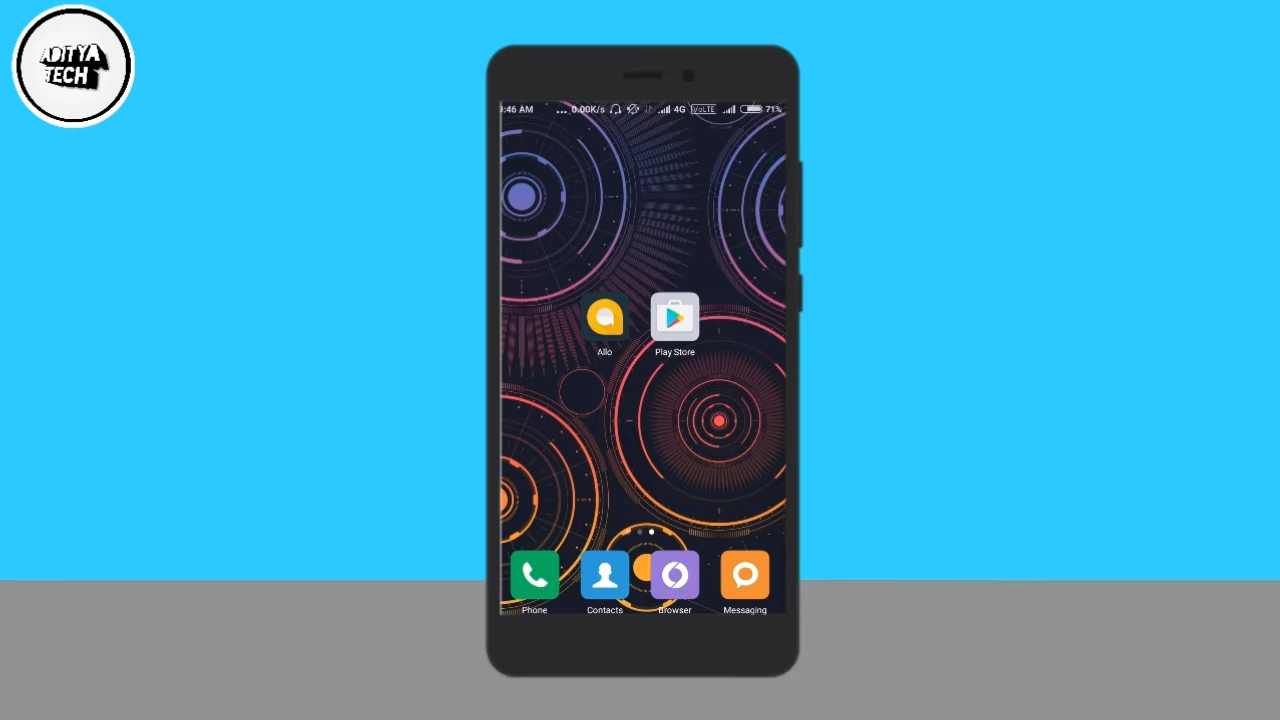 ADITYA
TECH
:46 AM ... 0.00K/s 4G VoLTE 71%
Allo Play Store
Phone Contacts Browser Messaging